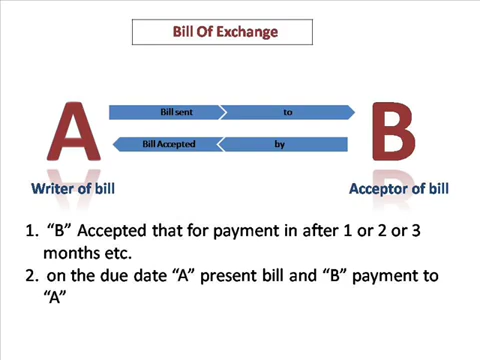 Bill Of Exchange
A
Bill sent to
B
Bill Accepted by
Writer of bill
Acceptor of bill
1. “B” Accepted that for payment in after 1 or 2 or 3
months etc.
2. on the due date “A” present bill and “B” payment to
“A”